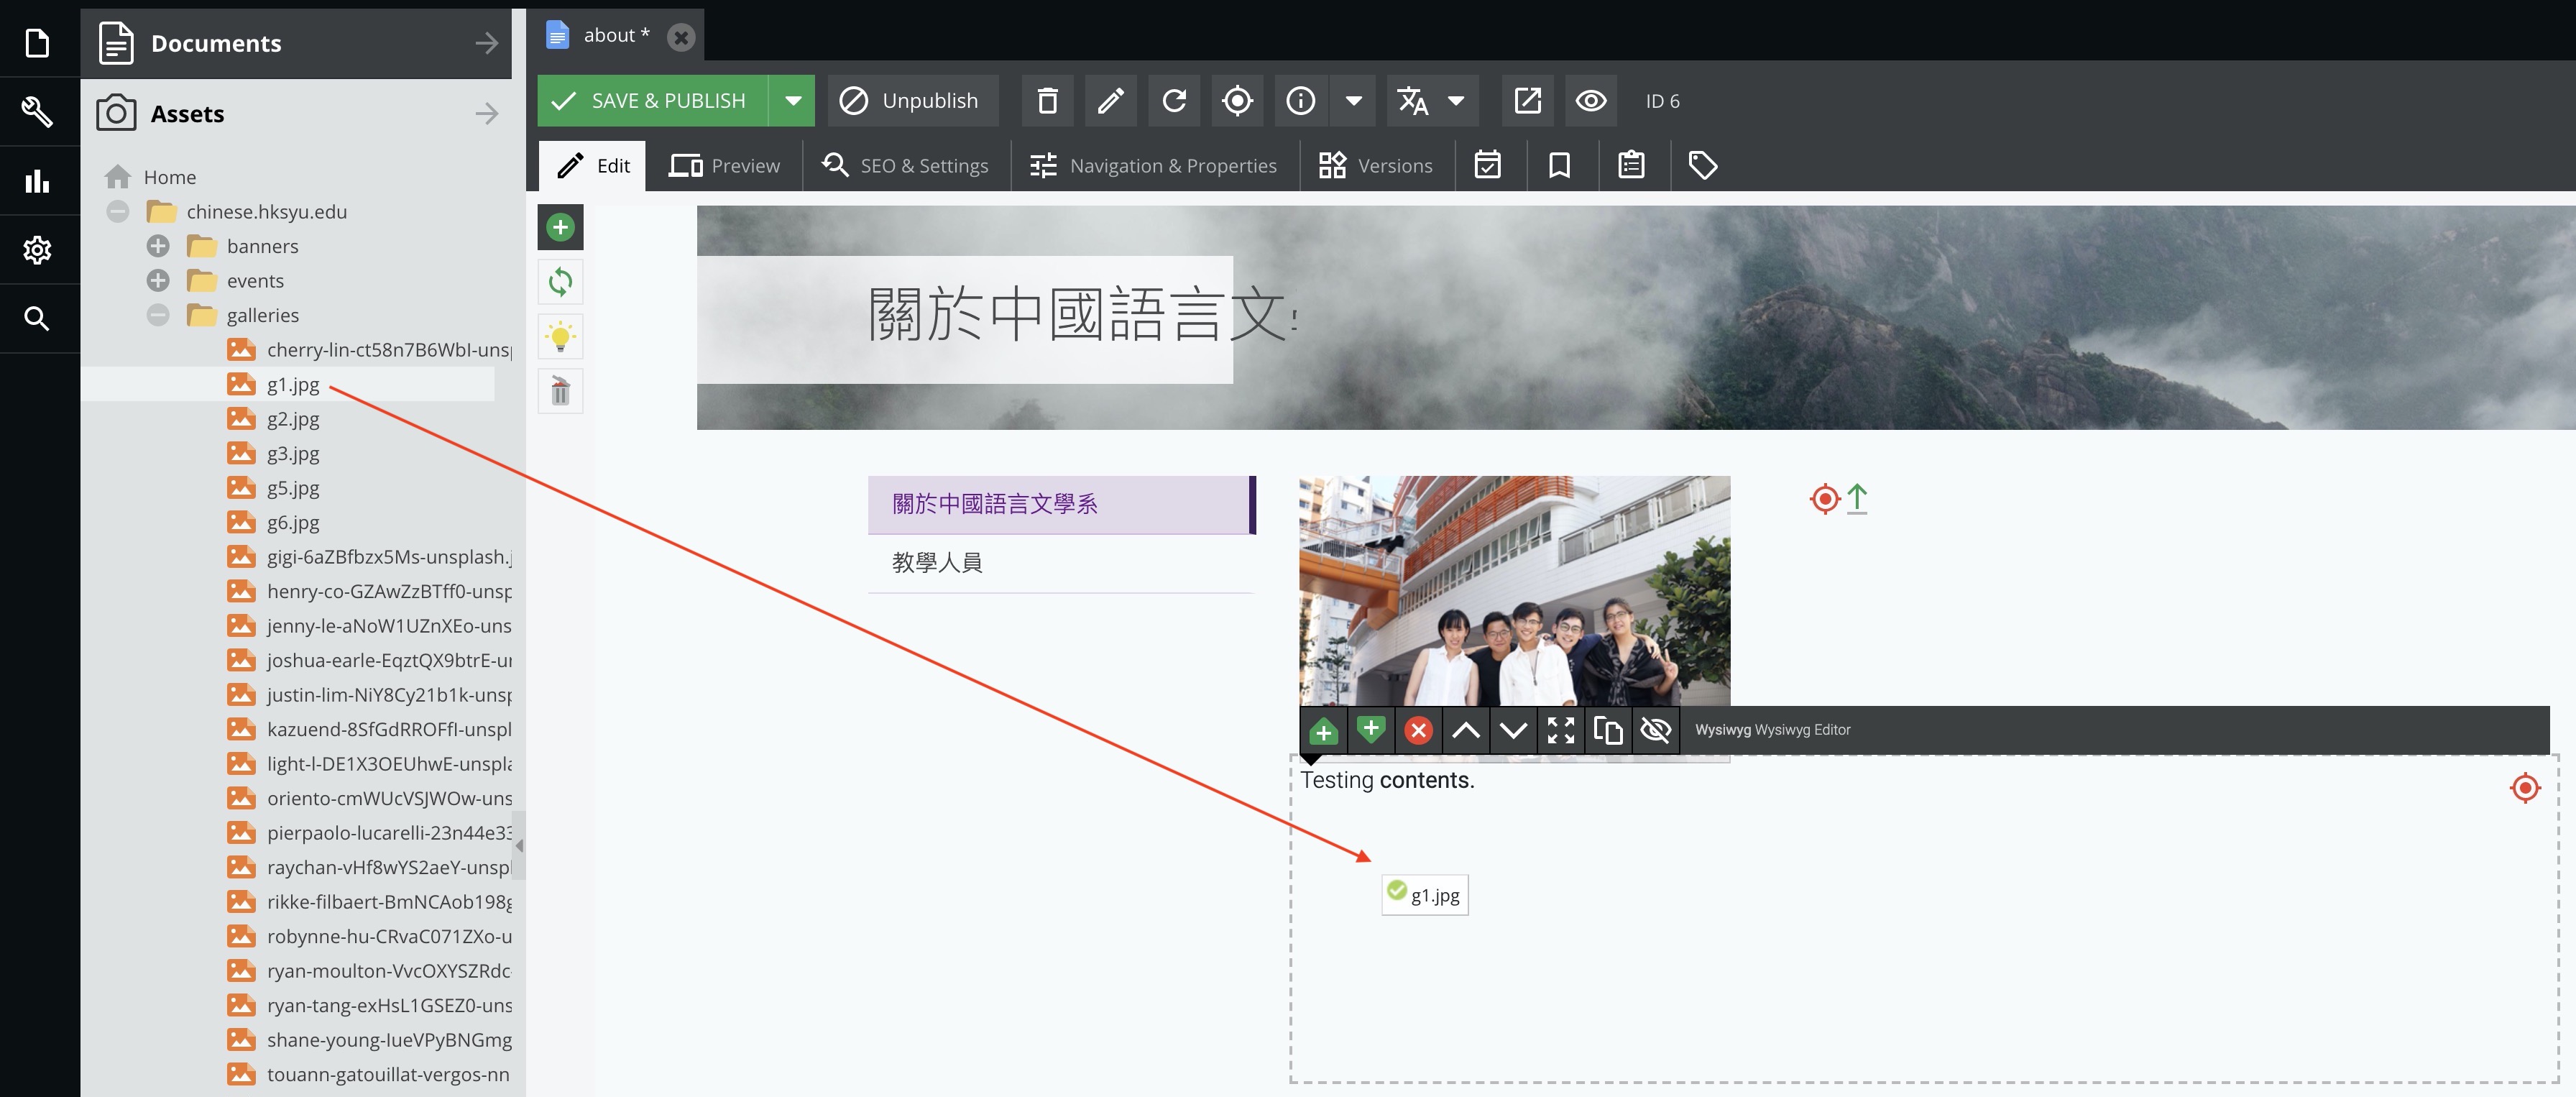 Documents
Assets
Home
chinese.hksyu.edu
banners
events
galleries
cherry-lin-ct58n7B6WbI-uns
g1.jpg
g2.jpg
g3.jpg
g5.jpg
g6.jpg
gigi-6aZBfbzx5Ms-unsplash.j
henry-co-GZAwZzBTff0-unsp
jenny-le-aNoW1UZnXEo-uns
joshua-earle-EqztQX9btrE-u
justin-lim-NiY8Cy21b1k-unsp
kazuend-8SfGdRROFfI-unspl
light-l-DE1X3OEUhwE-unspla
oriento-cmWUcVSJWOw-uns
pierpaolo-lucarelli-23n44e33
raychan-vHf8wYS2aeY-unspl
rikke-filbaert-BmNCAob198g
robynne-hu-CRvaC071ZXo-u
ryan-moulton-VvcOXYSZRdc-
ryan-tang-exHsL1GSEZ0-uns
shane-young-IueVPyBNGmg
touann-gatouillat-vergos-nn
about *
SAVE & PUBLISH Unpublish ID 6
Edit Preview SEO & Settings Navigation & Properties Versions
關於中國語言文
關於中國語言文學系
教學人員
Wysiwyg Wysiwyg Editor
Testing contents.
g1.jpg